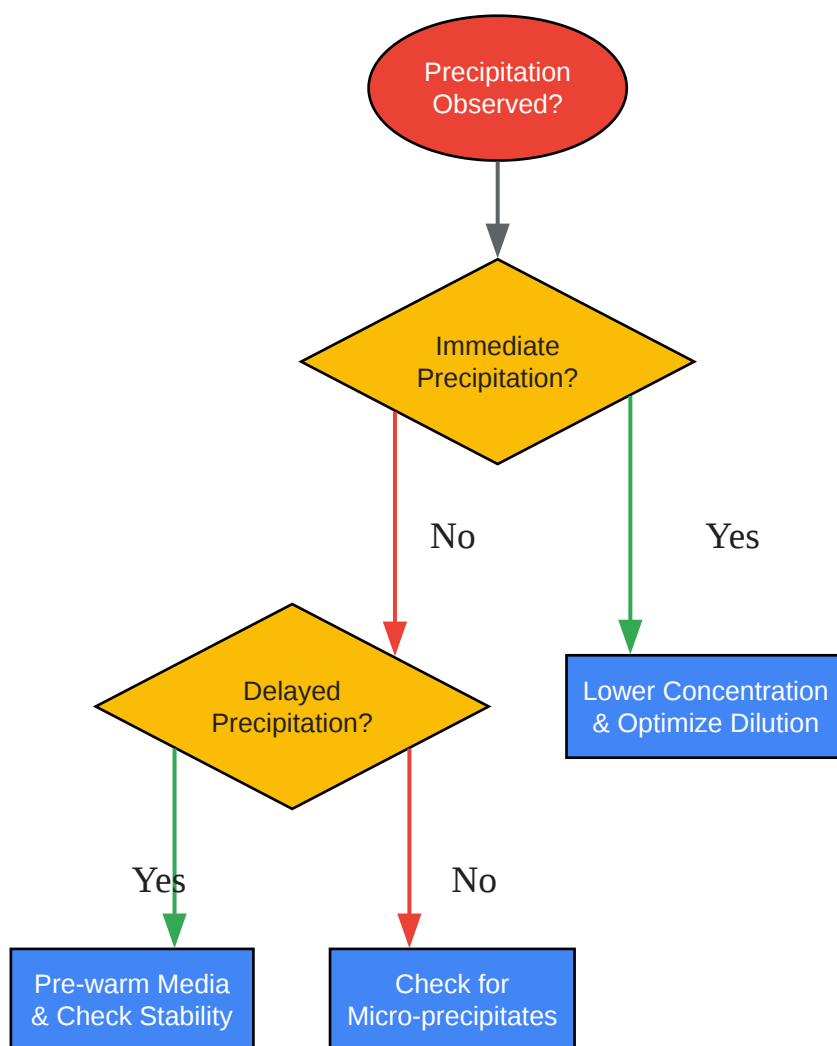 Precipitation
Observed?
Immediate
Precipitation?
No
Yes
Delayed
Precipitation?
Lower Concentration
& Optimize Dilution
Yes
No
Pre-warm Media
& Check Stability
Check for
Micro-precipitates